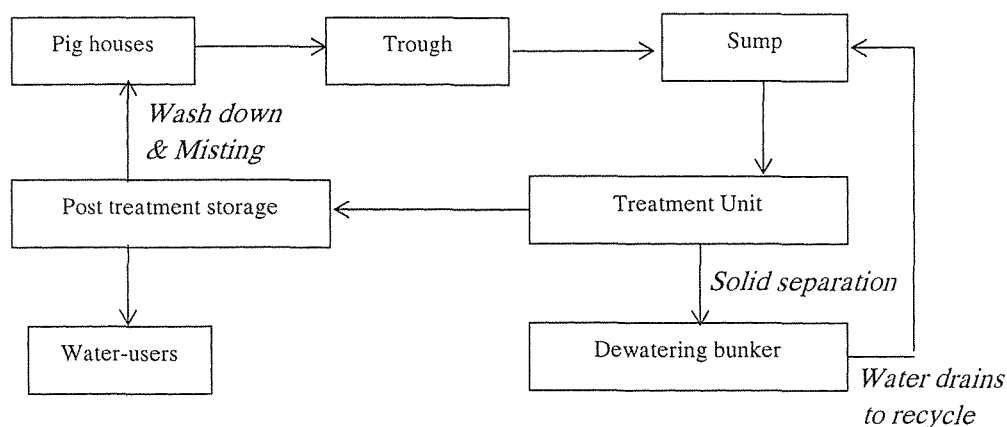 Pig houses
Trough
Sump
Wash down
& Misting
Post treatment storage
Treatment Unit
Solid separation
Water-users
Dewatering bunker
Water drains
to recycle